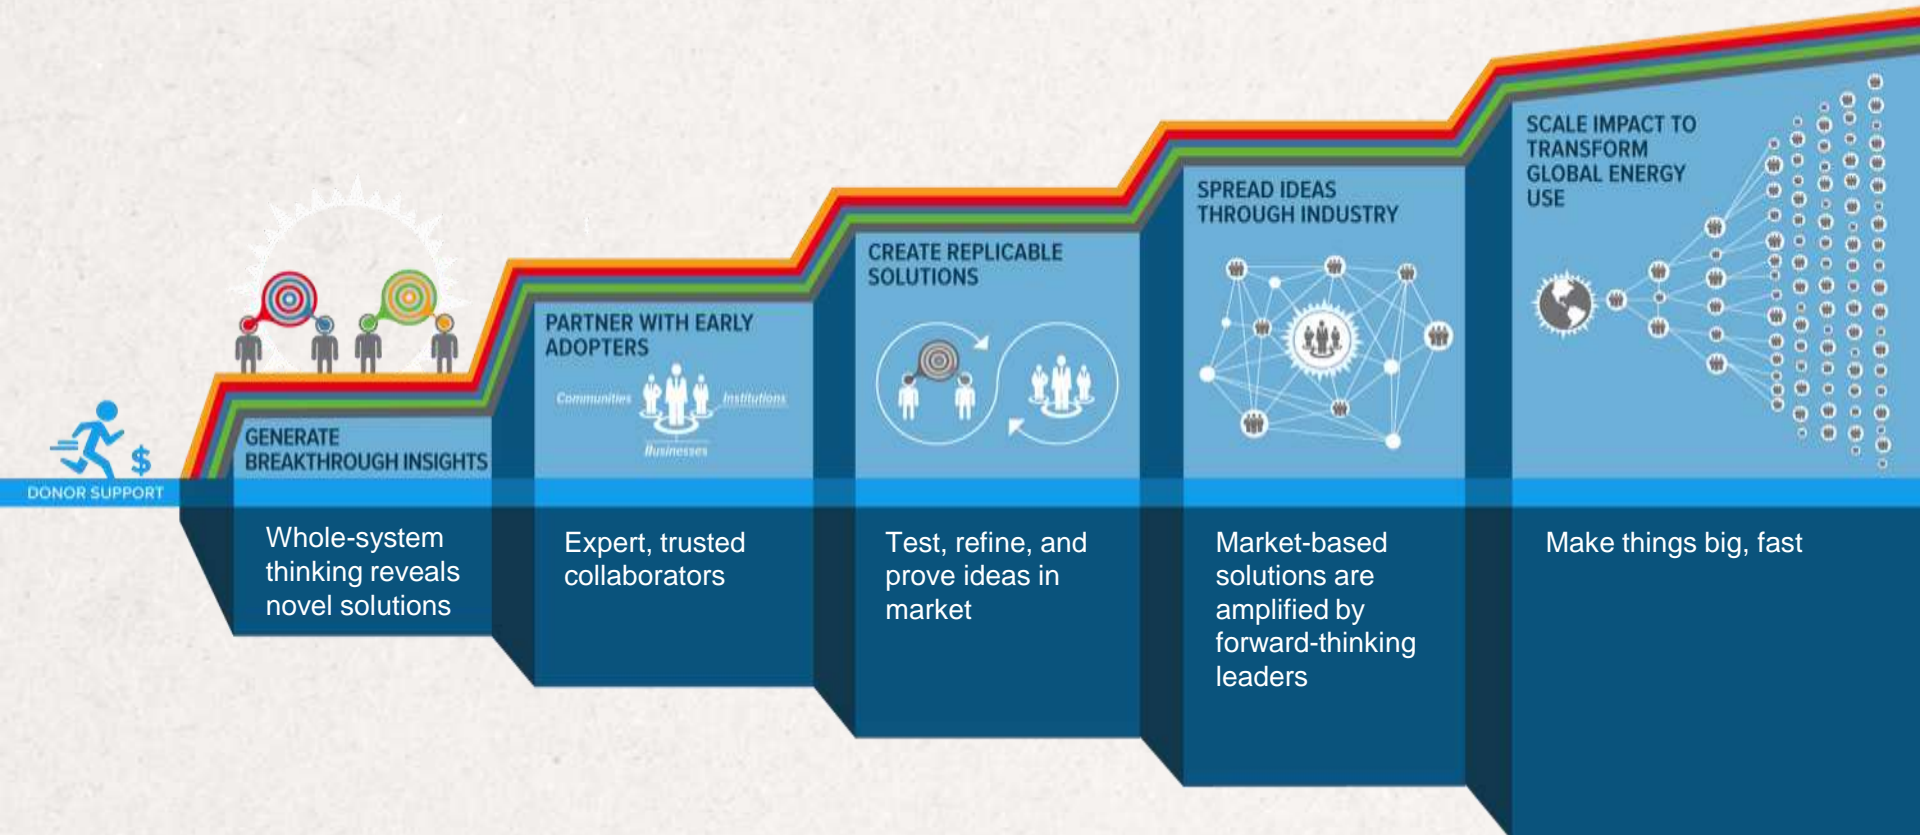 DONOR SUPPORT
$
GENERATE
BREAKTHROUGH INSIGHTS
Whole-system
thinking reveals
novel solutions
PARTNER WITH EARLY
ADOPTERS
Communities
Institutions
Businesses
Expert, trusted
collaborators
CREATE REPLICABLE
SOLUTIONS
Test, refine, and
prove ideas in
market
SPREAD IDEAS
THROUGH INDUSTRY
Market-based
solutions are
amplified by
forward-thinking
leaders
SCALE IMPACT TO
TRANSFORM
GLOBAL ENERGY
USE
Make things big, fast